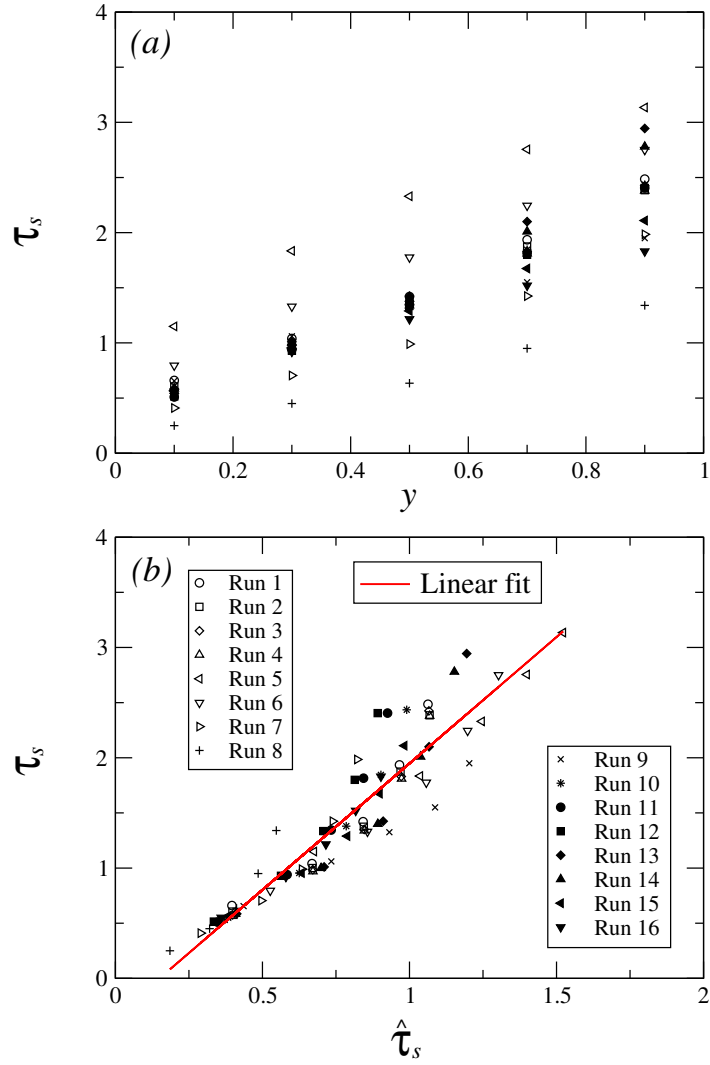 (a)
4
3
2
1
0
τs
0 0.2 0.4 0.6 0.8 1
y
(b)
4
3
2
1
0
τs
Linear fit
Run 1
Run 2
Run 3
Run 4
Run 5
Run 6
Run 7
Run 8
Run 9
Run 10
Run 11
Run 12
Run 13
Run 14
Run 15
Run 16
0 0.5 1 1.5 2
τ̂s